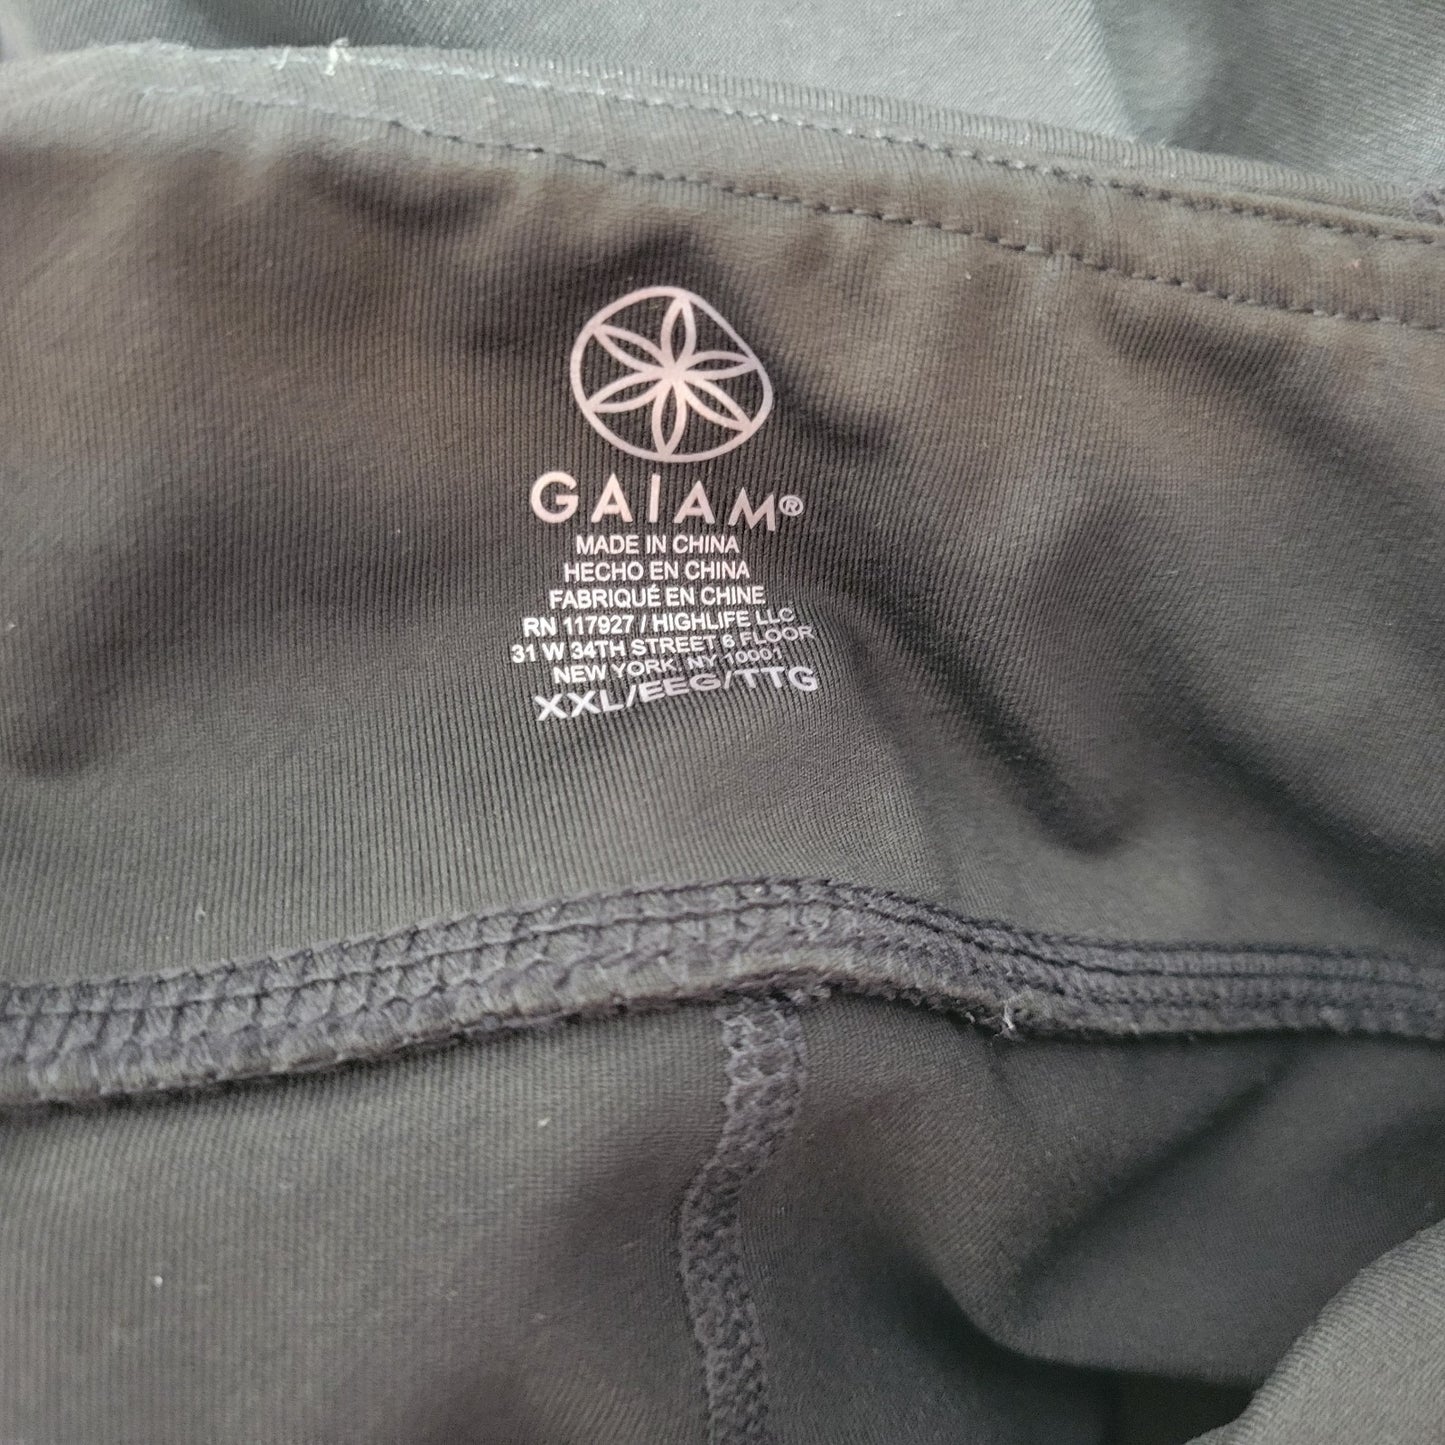 GAIAM®
MADE IN CHINA
HECHO EN CHINA
FABRIQUÉ EN CHINE
RN 117927 / HIGHLIFE LLC
31 W 34TH STREET 6 FLOOR
NEW YORK, NY 10001
XXL/EEG/TTG